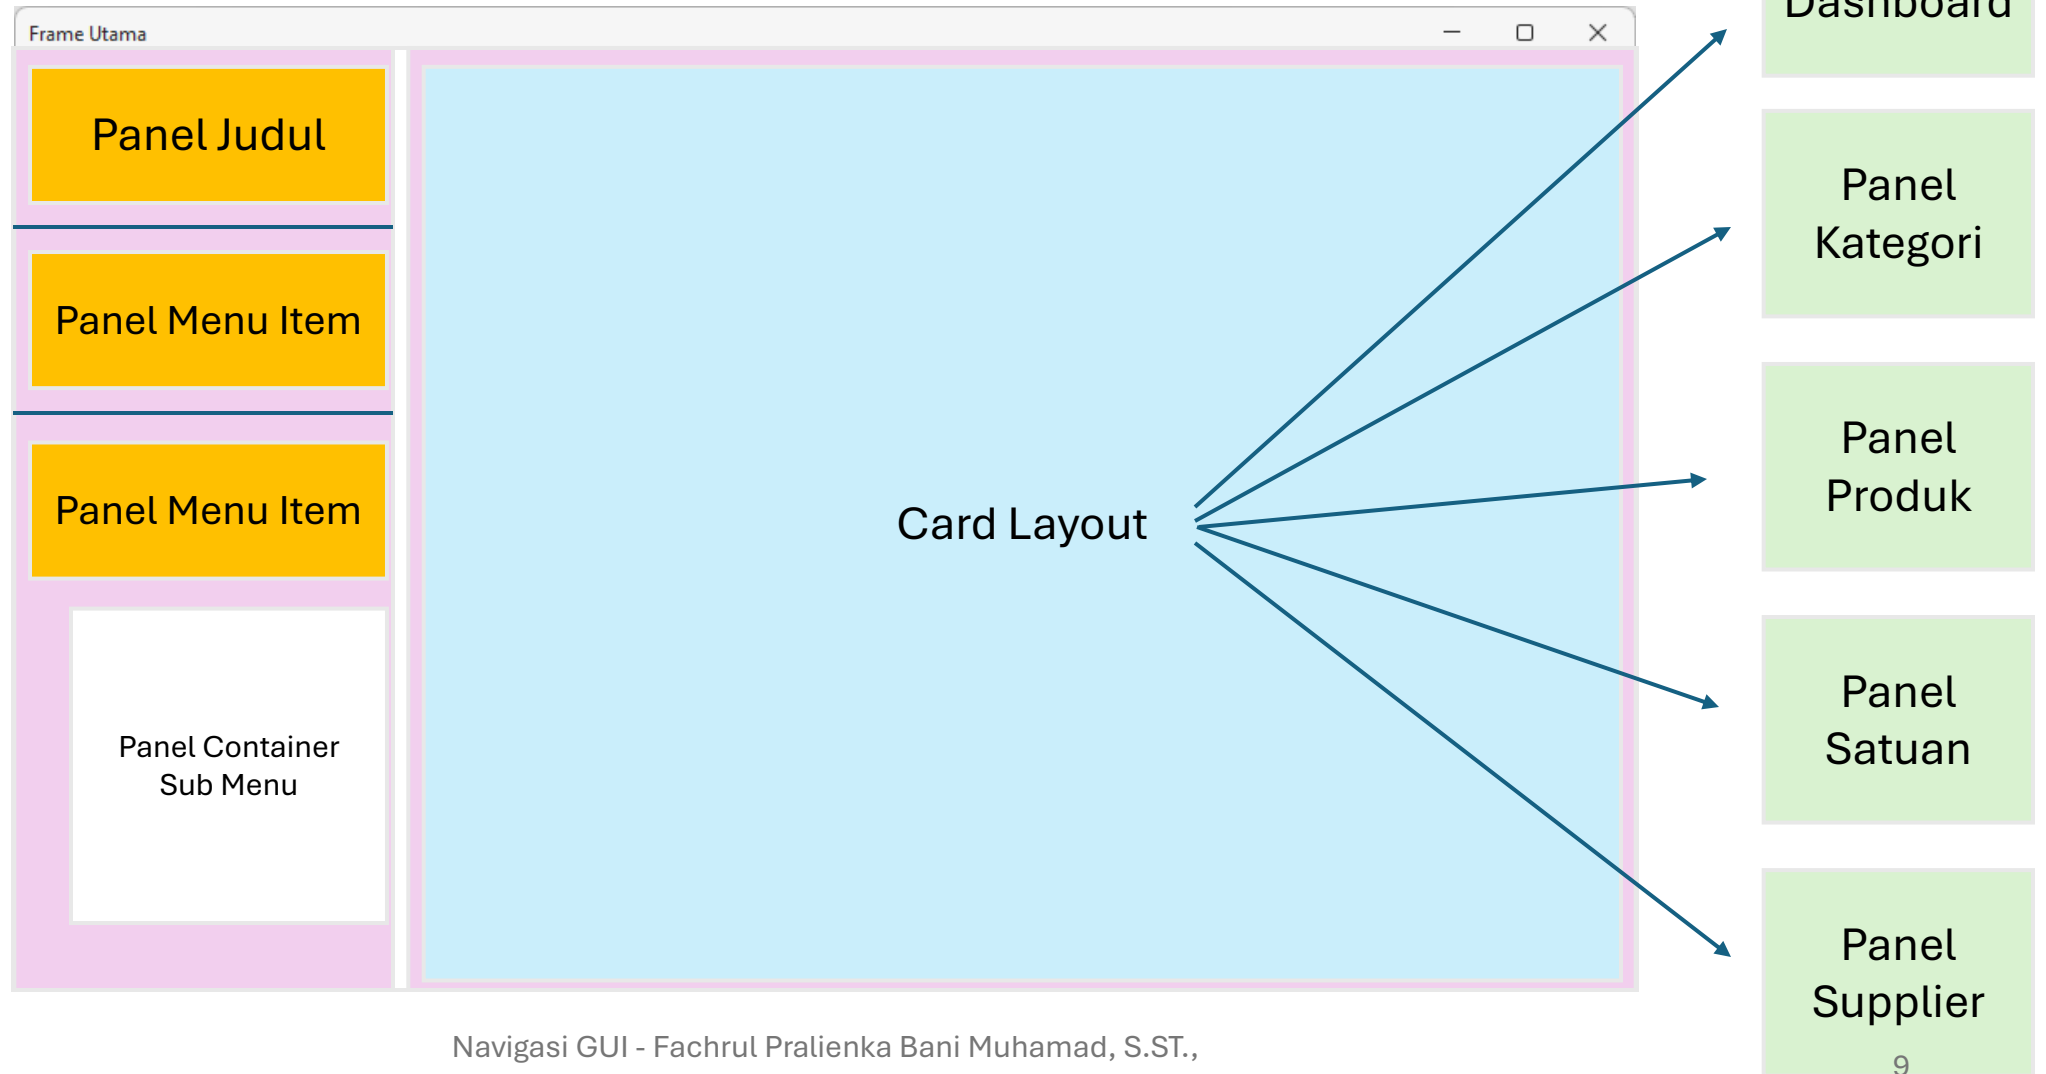 Frame Utama
Panel Judul
Panel Menu Item
Panel Menu Item
Panel Container
Sub Menu
Card Layout
Dashboard
Panel
Kategori
Panel
Produk
Panel
Satuan
Panel
Supplier
Navigasi GUI - Fachrul Pralienka Bani Muhamad, S.ST.,
9